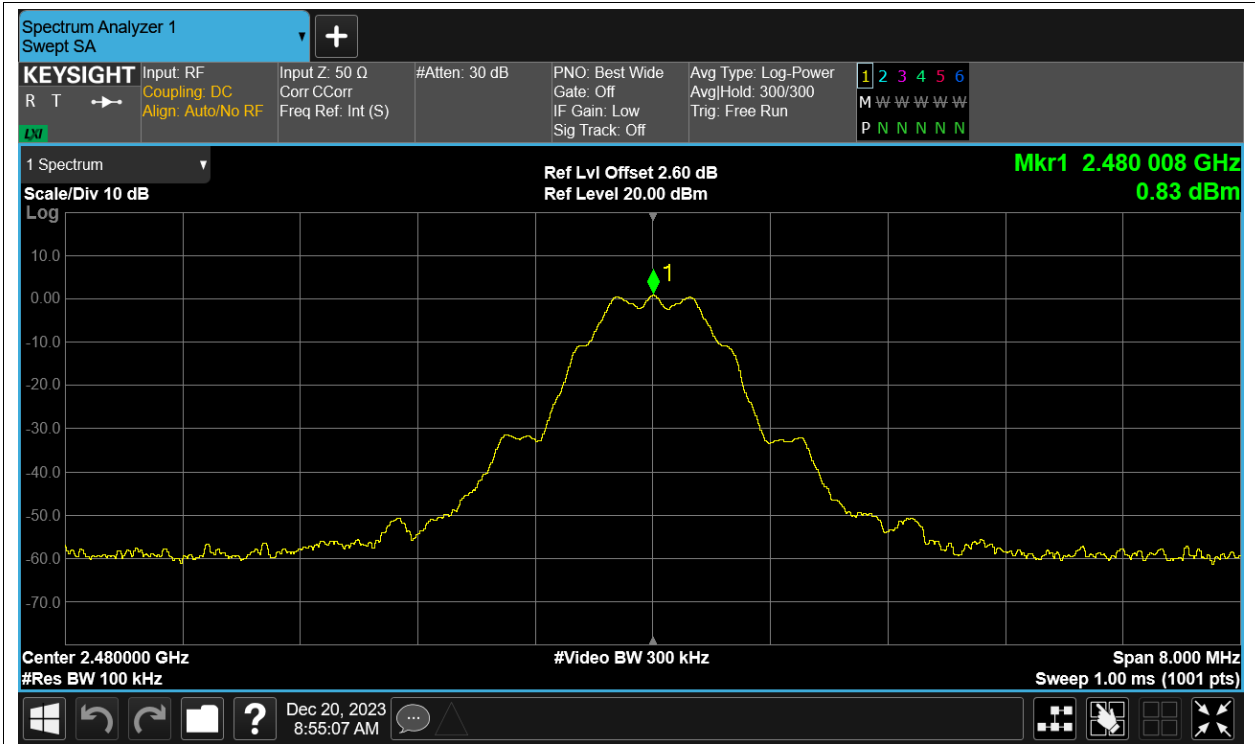 Spectrum Analyzer 1
Swept SA
+
KEYSIGHT
R T
LXI
Input: RF
Coupling: DC
Align: Auto/No RF
Input Z: 50 Ω
Corr CCorr
Freq Ref: Int (S)
#Atten: 30 dB
PNO: Best Wide
Gate: Off
IF Gain: Low
Sig Track: Off
Avg Type: Log-Power
Avg|Hold: 300/300
Trig: Free Run
1 2 3 4 5 6
M W W W W W
P N N N N N
1 Spectrum
Scale/Div 10 dB
Log
Ref Lvl Offset 2.60 dB
Ref Level 20.00 dBm
Mkr1 2.480 008 GHz
0.83 dBm
1
10.0
0.00
-10.0
-20.0
-30.0
-40.0
-50.0
-60.0
-70.0
Center 2.480000 GHz
#Res BW 100 kHz
#Video BW 300 kHz
Span 8.000 MHz
Sweep 1.00 ms (1001 pts)
?
Dec 20, 2023
8:55:07 AM